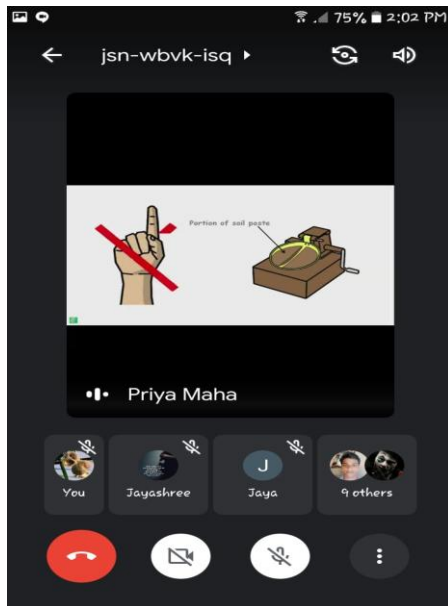 75% 2:02 PM
jsn-wbvk-isq
Portion of soil paste
Priya Maha
You Jayashree Jaya 9 others
J